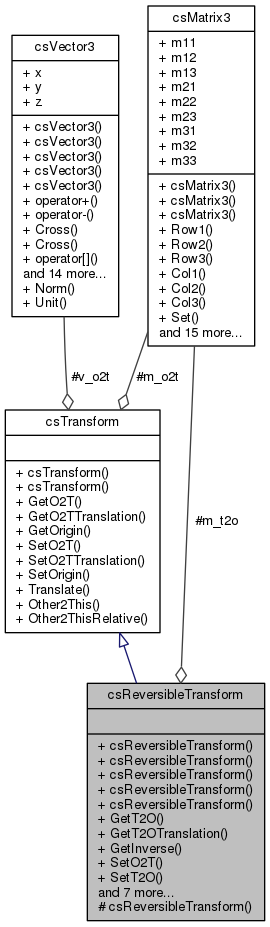 csVector3
+ x
+ y
+ z
+ csVector3()
+ csVector3()
+ csVector3()
+ csVector3()
+ csVector3()
+ operator+()
+ operator-()
+ Cross()
+ Cross()
+ operator[]()
and 14 more...
+ Norm()
+ Unit()
csMatrix3
+ m11
+ m12
+ m13
+ m21
+ m22
+ m23
+ m31
+ m32
+ m33
+ csMatrix3()
+ csMatrix3()
+ csMatrix3()
+ Row1()
+ Row2()
+ Row3()
+ Col1()
+ Col2()
+ Col3()
+ Set()
and 15 more...
#v_o2t
#m_o2t
csTransform
+ csTransform()
+ csTransform()
+ GetO2T()
+ GetO2TTranslation()
+ GetOrigin()
+ SetO2T()
+ SetO2TTranslation()
+ SetOrigin()
+ Translate()
+ Other2This()
+ Other2ThisRelative()
#m_t2o
csReversibleTransform
+ csReversibleTransform()
+ csReversibleTransform()
+ csReversibleTransform()
+ csReversibleTransform()
+ csReversibleTransform()
+ GetT2O()
+ GetT2OTranslation()
+ GetInverse()
+ SetO2T()
+ SetT2O()
and 7 more...
# csReversibleTransform()